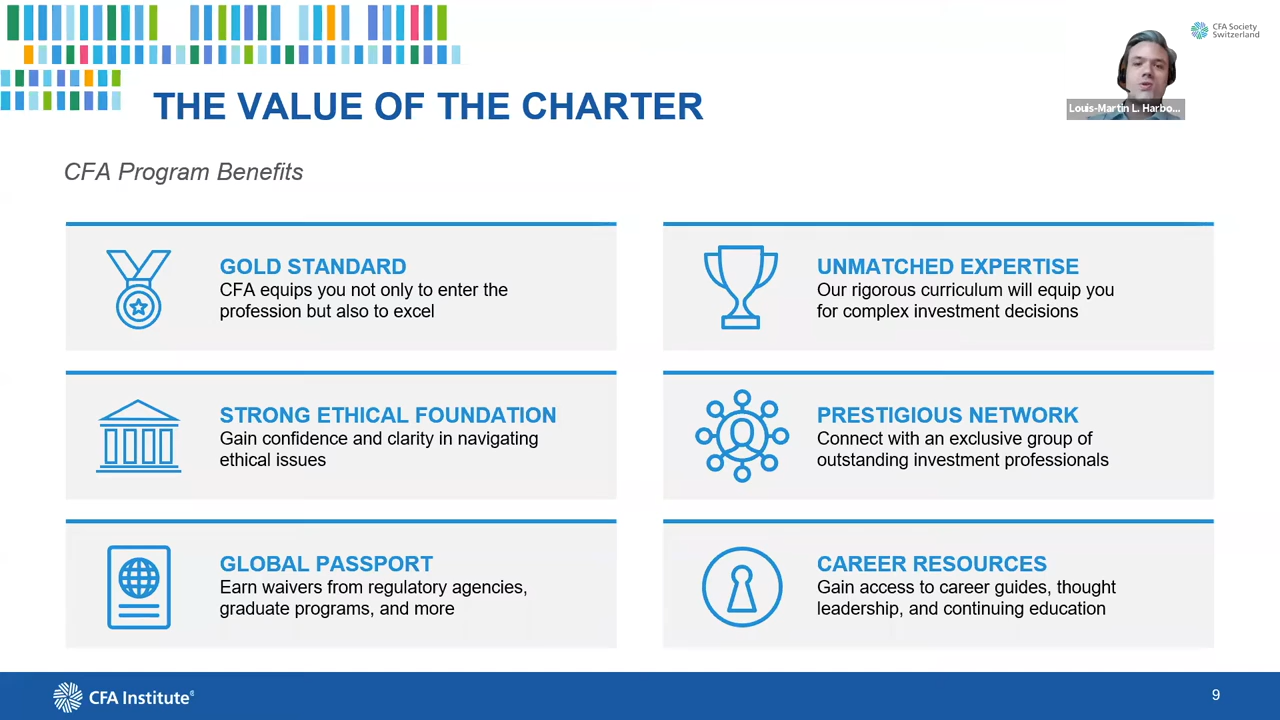 CFA Society
Switzerland
Louis-Martin L. Harbo...
THE VALUE OF THE CHARTER
CFA Program Benefits
GOLD STANDARD
CFA equips you not only to enter the
profession but also to excel
UNMATCHED EXPERTISE
Our rigorous curriculum will equip you
for complex investment decisions
STRONG ETHICAL FOUNDATION
Gain confidence and clarity in navigating
ethical issues
PRESTIGIOUS NETWORK
Connect with an exclusive group of
outstanding investment professionals
GLOBAL PASSPORT
Earn waivers from regulatory agencies,
graduate programs, and more
CAREER RESOURCES
Gain access to career guides, thought
leadership, and continuing education
CFA Institute
9